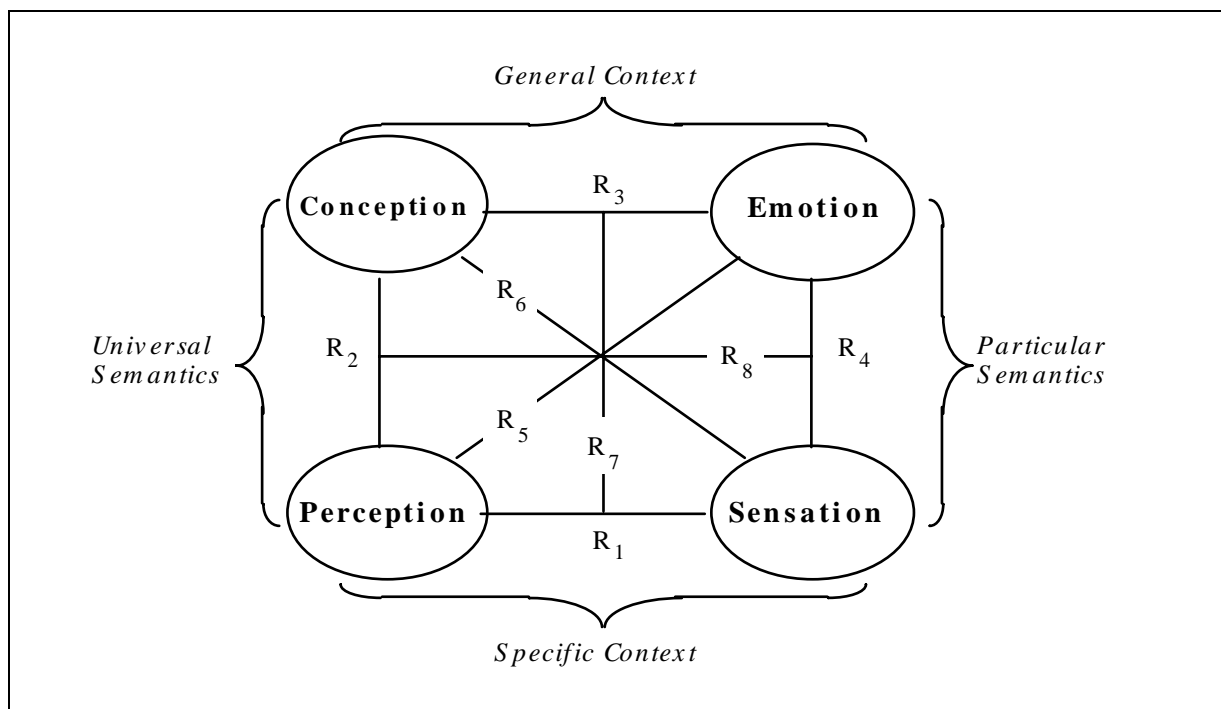 General Context
R3
Conception
Emotion
R6
Universal
Semantics
R2
R8
R4
Particular
Semantics
R5
R7
Perception
Sensation
R1
Specific Context